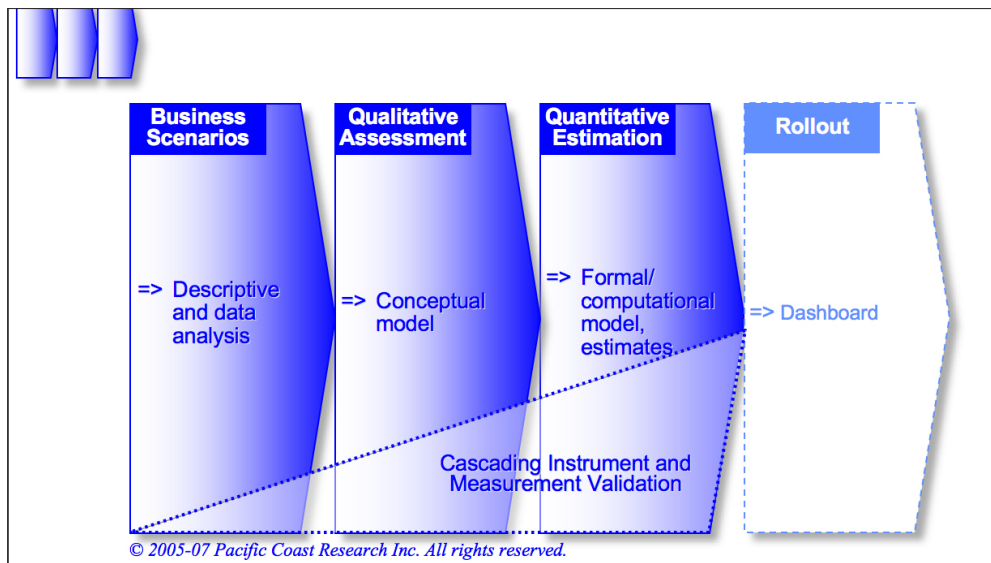 Business
Scenarios
Qualitative
Assessment
Quantitative
Estimation
Rollout
=> Descriptive
and data
analysis
=> Conceptual
model
=> Formal/
computational
model,
estimates
=> Dashboard
Cascading Instrument and
Measurement Validation
© 2005-07 Pacific Coast Research Inc. All rights reserved.